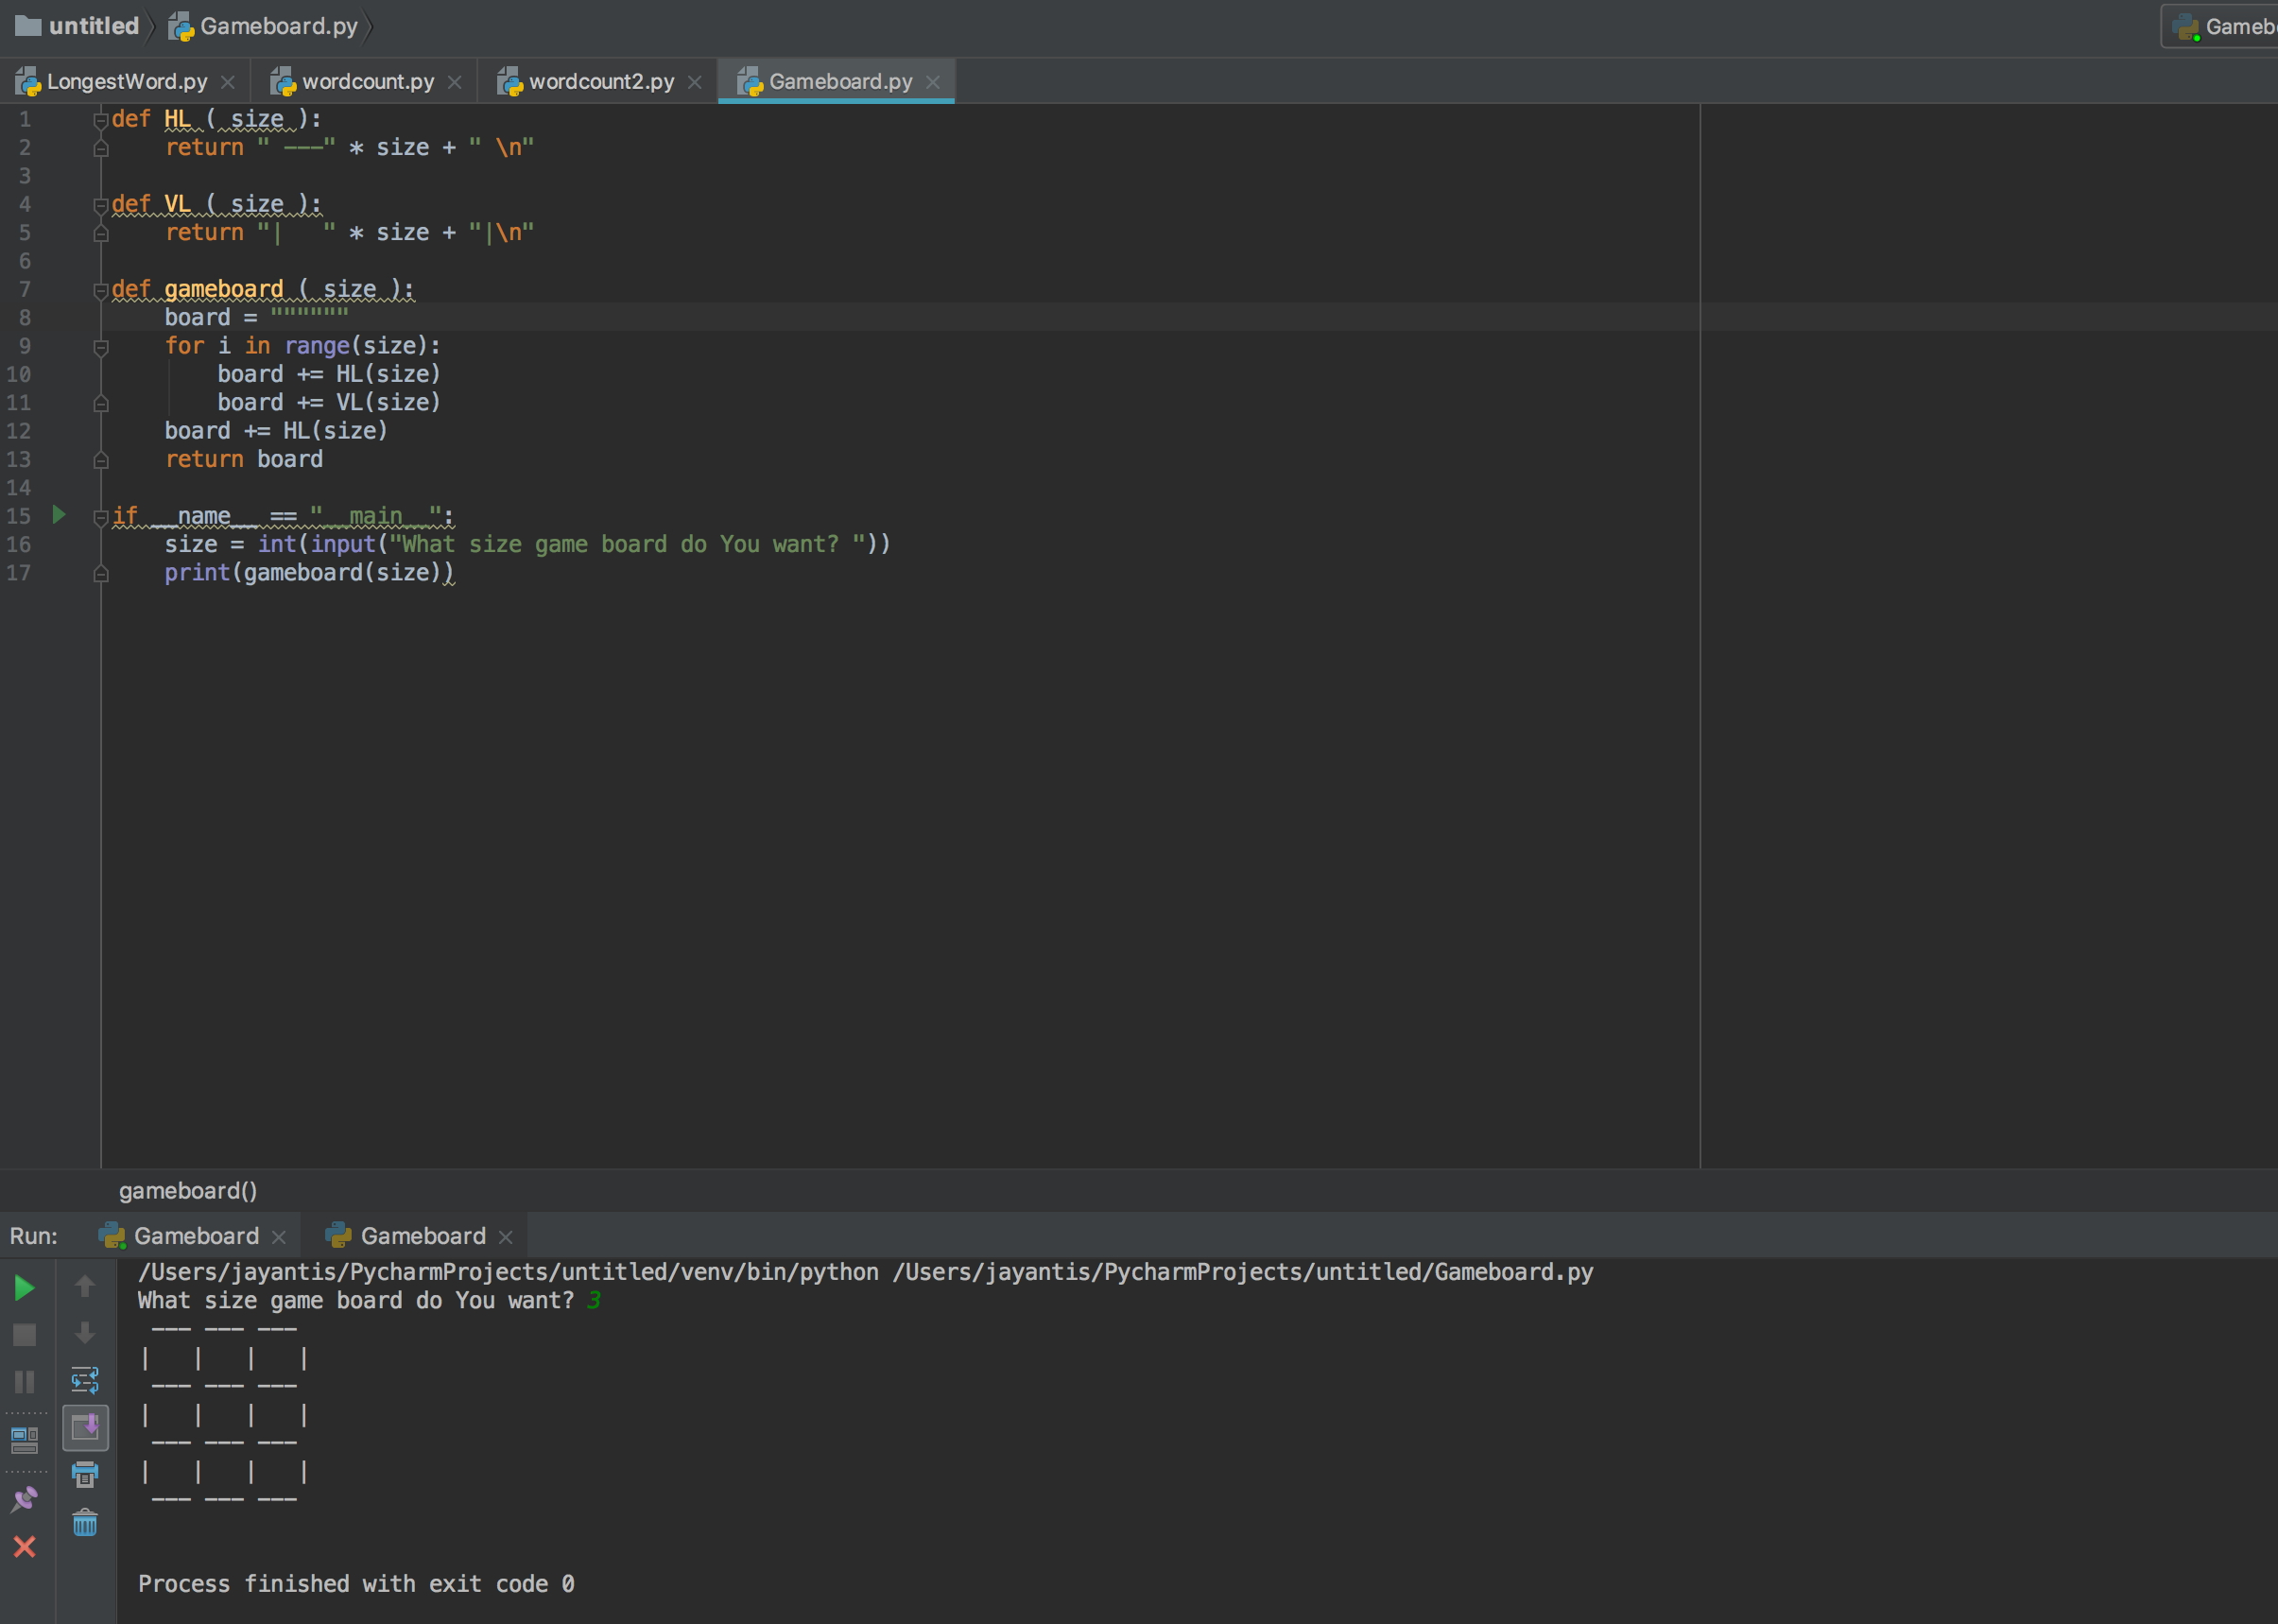 untitled Gameboard.py Gameb
LongestWord.py wordcount.py wordcount2.py Gameboard.py
1 def HL ( size ):
2     return " ---" * size + " \n"
3
4 def VL ( size ):
5     return "|   " * size + "|\n"
6
7 def gameboard ( size ):
8     board = """"""
9     for i in range(size):
10         board += HL(size)
11         board += VL(size)
12     board += HL(size)
13     return board
14
15 if __name__ == "__main__":
16     size = int(input("What size game board do You want? "))
17     print(gameboard(size))
gameboard()
Run: Gameboard Gameboard
/Users/jayantis/PycharmProjects/untitled/venv/bin/python /Users/jayantis/PycharmProjects/untitled/Gameboard.py
What size game board do You want? 3
 --- --- ---
|   |   |   |
 --- --- ---
|   |   |   |
 --- --- ---
|   |   |   |
 --- --- ---
Process finished with exit code 0